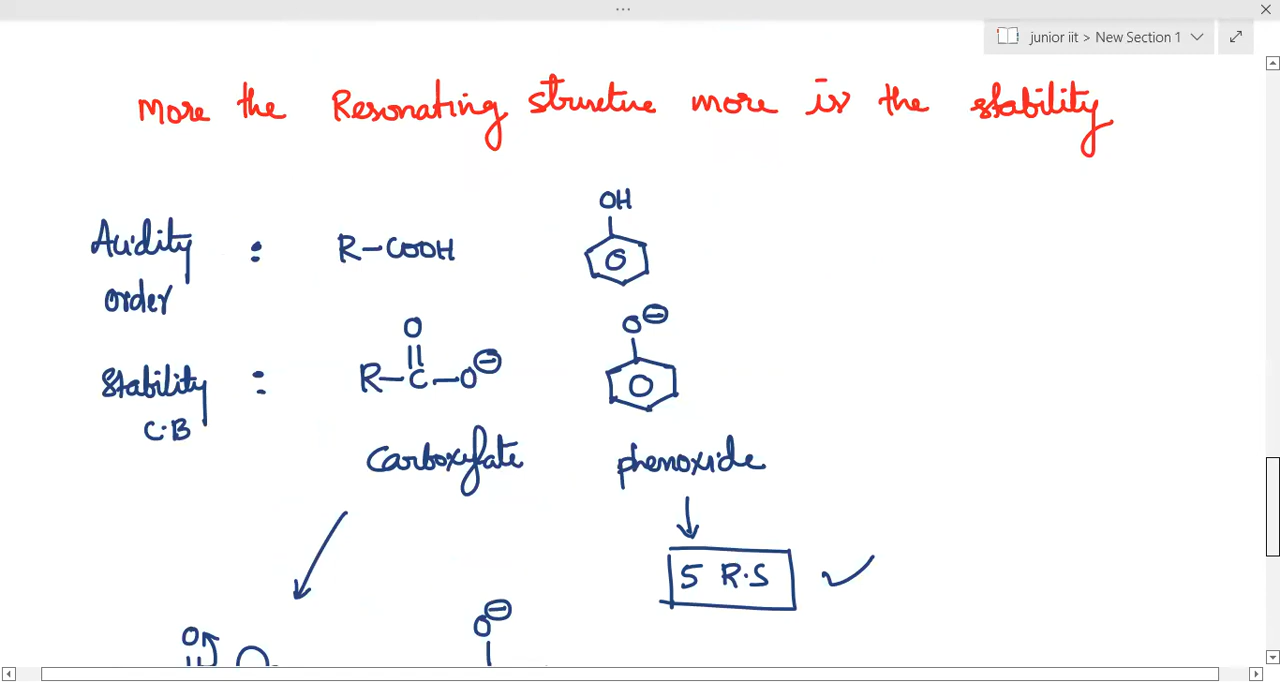 ...
junior iit > New Section 1
More the Resonating structure more is the stability
OH
Acidity : R-COOH
order
O
O⊖
Stability : R-C-O⊖
C.B
Carboxylate phenoxide
5 R.S ✓
O⊖
O